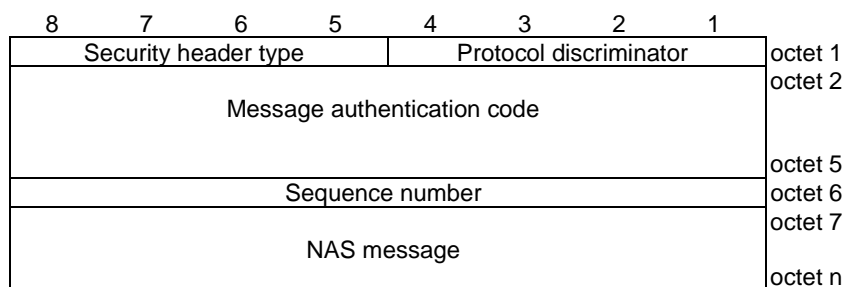 8 7 6 5 4 3 2 1
Security header type Protocol discriminator octet 1
octet 2
Message authentication code
octet 5
Sequence number octet 6
octet 7
NAS message
octet n